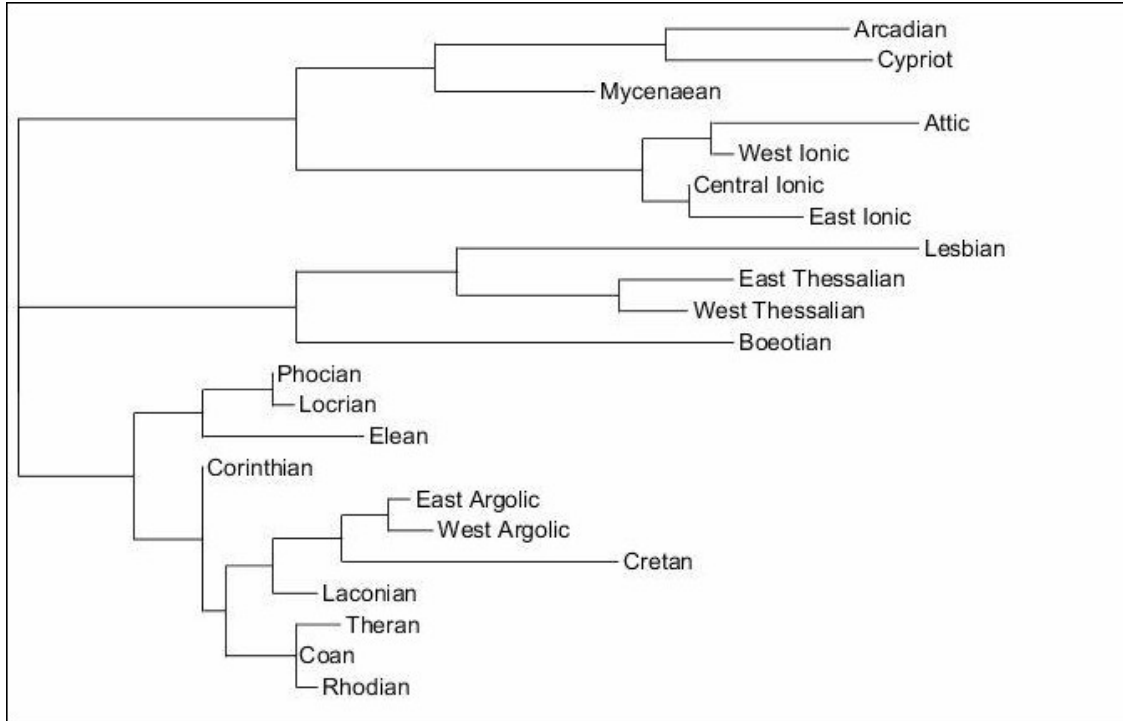 Arcadian
Cypriot
Mycenaean
Attic
West Ionic
Central Ionic
East Ionic
Lesbian
East Thessalian
West Thessalian
Boeotian
Phocian
Locrian
Elean
Corinthian
East Argolic
West Argolic
Cretan
Laconian
Theran
Coan
Rhodian